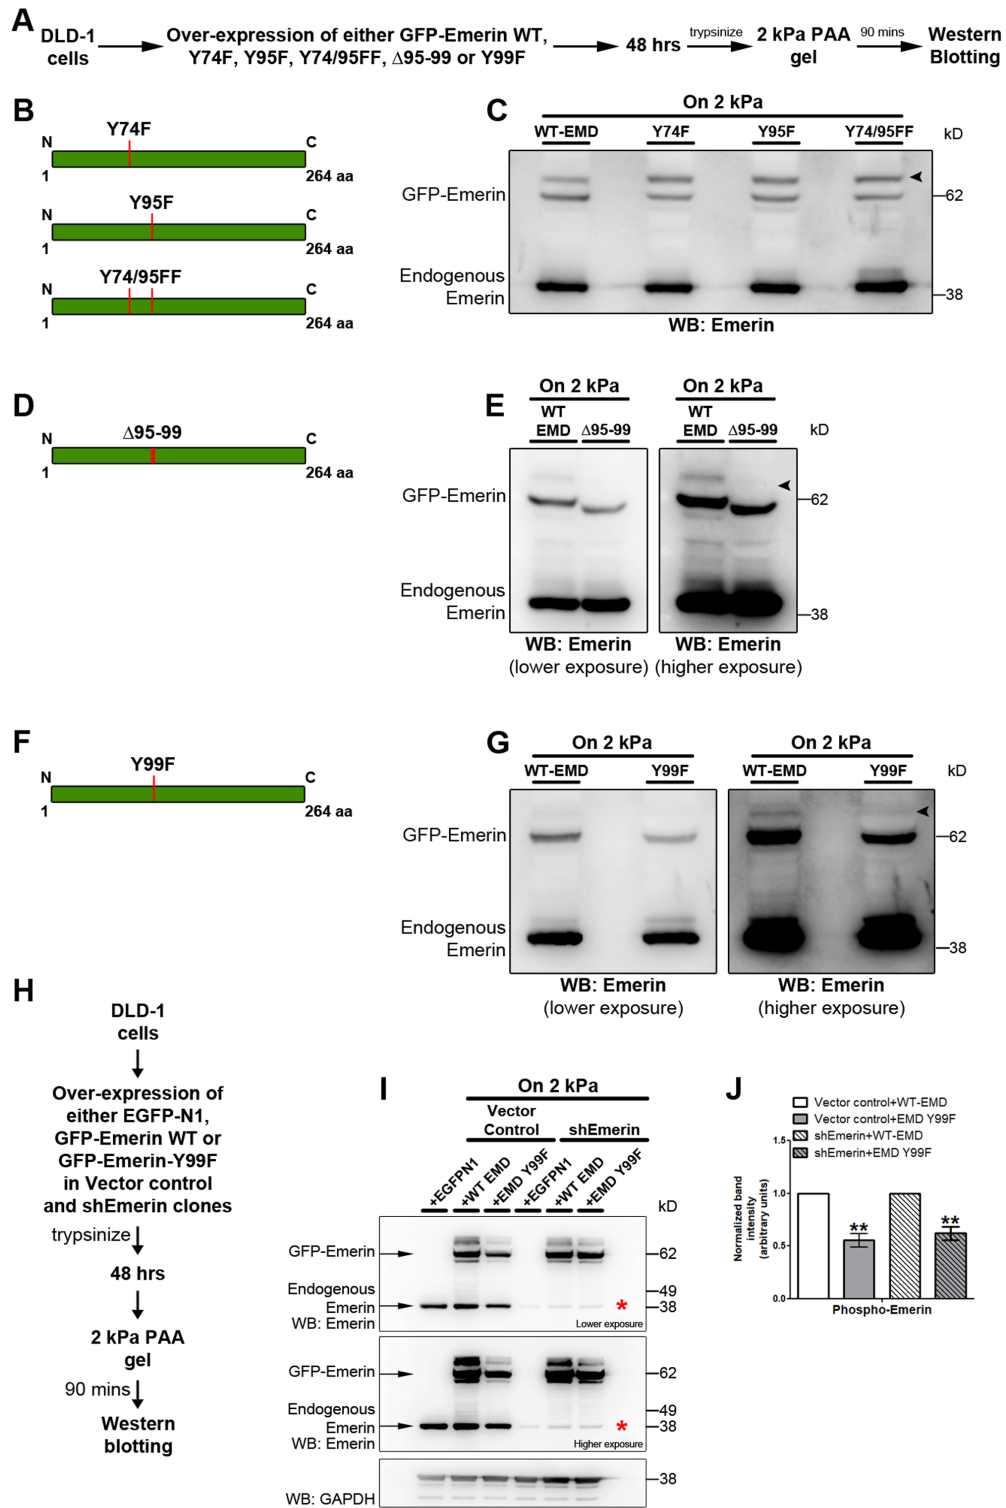 A
DLD-1
cells
Over-expression of either GFP-Emerin WT,
Y74F, Y95F, Y74/95FF, Δ95-99 or Y99F
48 hrs
trypsinize
2 kPa PAA
gel
90 mins
Western
Blotting
B
Y74F
N
C
1
264 aa
Y95F
N
C
1
264 aa
Y74/95FF
N
C
1
264 aa
C
On 2 kPa
WT-EMD
Y74F
Y95F
Y74/95FF
kD
GFP-Emerin
62
Endogenous
Emerin
38
WB: Emerin
D
Δ95-99
N
C
1
264 aa
E
On 2 kPa
On 2 kPa
WT
EMD
Δ95-99
WT
EMD
Δ95-99
kD
GFP-Emerin
62
Endogenous
Emerin
38
WB: Emerin
(lower exposure)
WB: Emerin
(higher exposure)
F
Y99F
N
C
1
264 aa
G
On 2 kPa
On 2 kPa
WT-EMD
Y99F
WT-EMD
Y99F
kD
GFP-Emerin
62
Endogenous
Emerin
38
WB: Emerin
(lower exposure)
WB: Emerin
(higher exposure)
H
DLD-1
cells
Over-expression of
either EGFP-N1,
GFP-Emerin WT or
GFP-Emerin-Y99F
in Vector control
and shEmerin clones
trypsinize
48 hrs
2 kPa PAA
gel
90 mins
Western
blotting
I
On 2 kPa
Vector
Control
shEmerin
+EGFPN1
+WT EMD
+EMD Y99F
+EGFPN1
+WT EMD
+EMD Y99F
kD
GFP-Emerin
62
49
Endogenous
Emerin
38
*
WB: Emerin
Lower exposure
GFP-Emerin
62
49
Endogenous
Emerin
38
*
WB: Emerin
Higher exposure
38
WB: GAPDH
J
Vector control+WT-EMD
Vector control+EMD Y99F
shEmerin+WT-EMD
shEmerin+EMD Y99F
Normalized band
intensity
(arbitrary units)
1.5
1.0
0.5
0.0
**
**
Phospho-Emerin